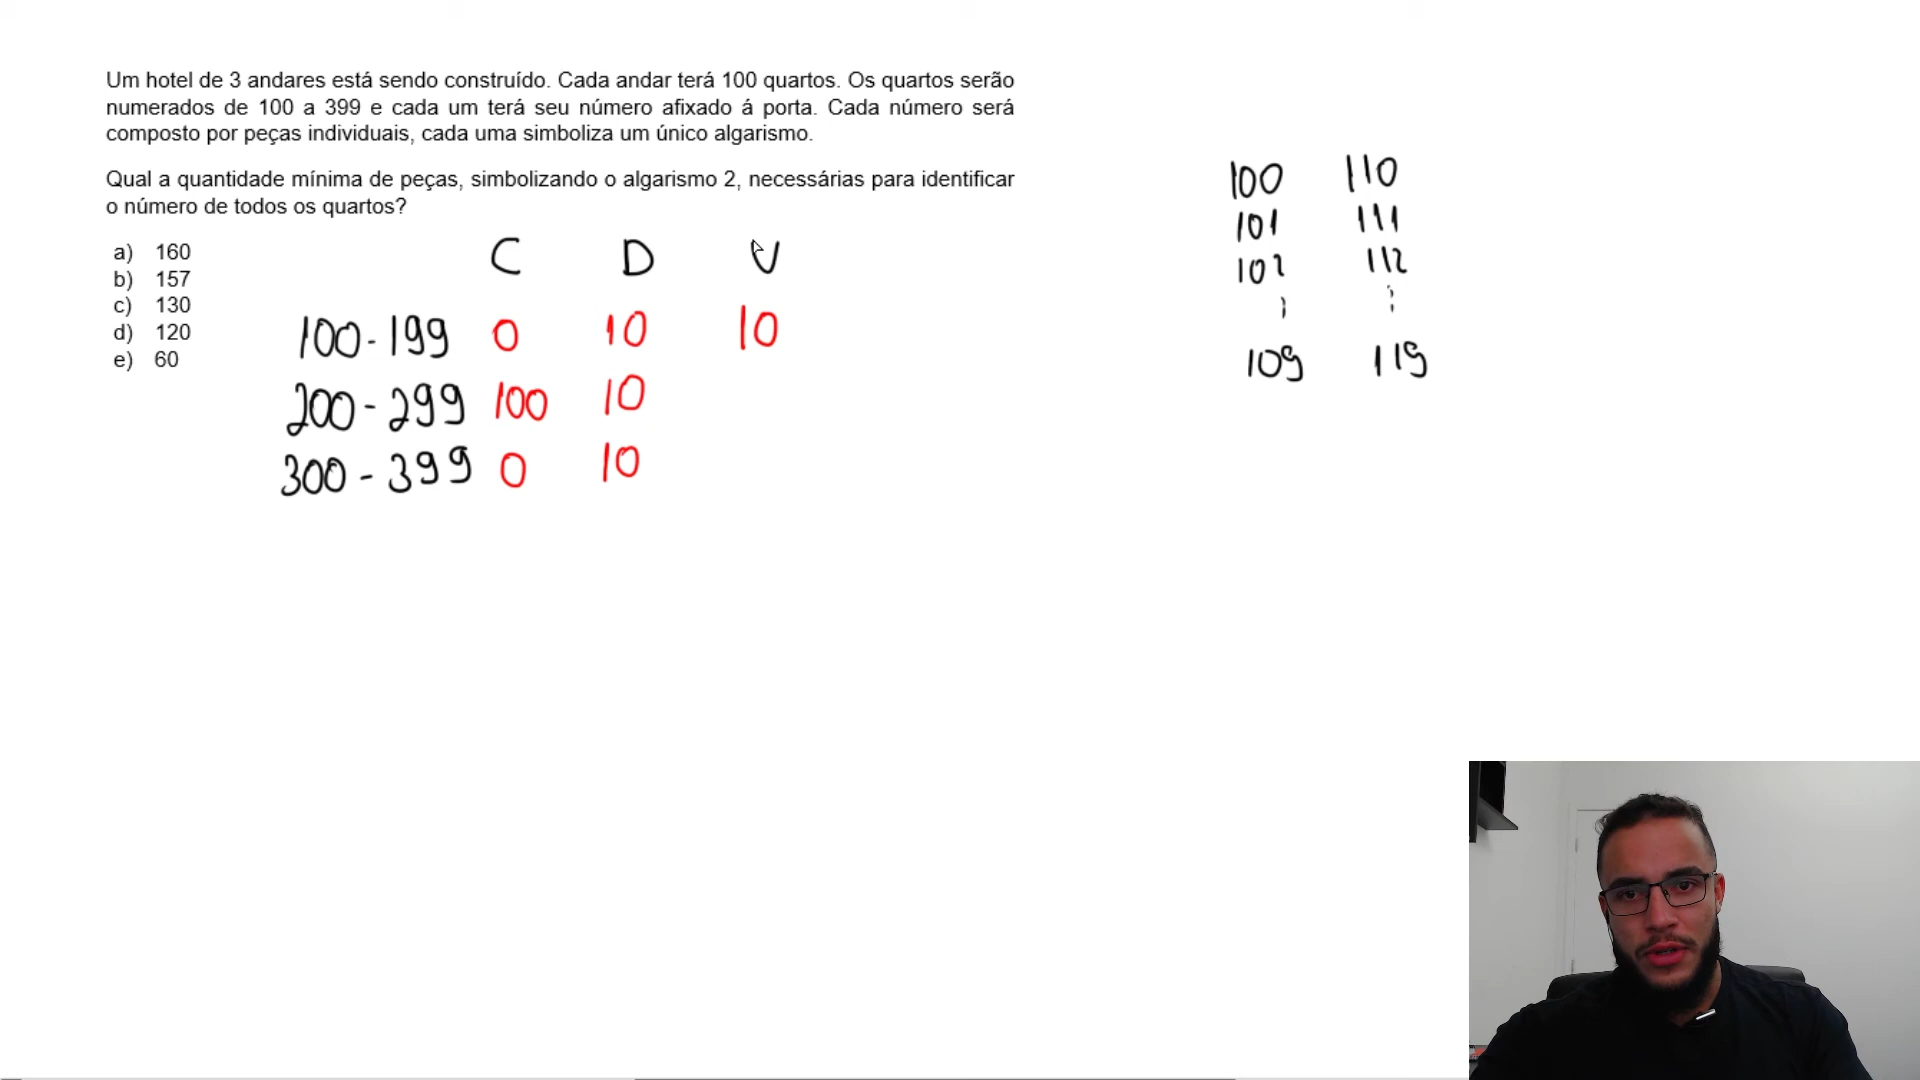 Um hotel de 3 andares está sendo construído. Cada andar terá 100 quartos. Os quartos serão
numerados de 100 a 399 e cada um terá seu número afixado á porta. Cada número será
composto por peças individuais, cada uma simboliza um único algarismo.
Qual a quantidade mínima de peças, simbolizando o algarismo 2, necessárias para identificar
o número de todos os quartos?
a) 160
b) 157
c) 130
d) 120
e) 60
C D U
100-199 0 10 10
200-299 100 10
300-399 0 10
100 110
101 111
102 112
109 119